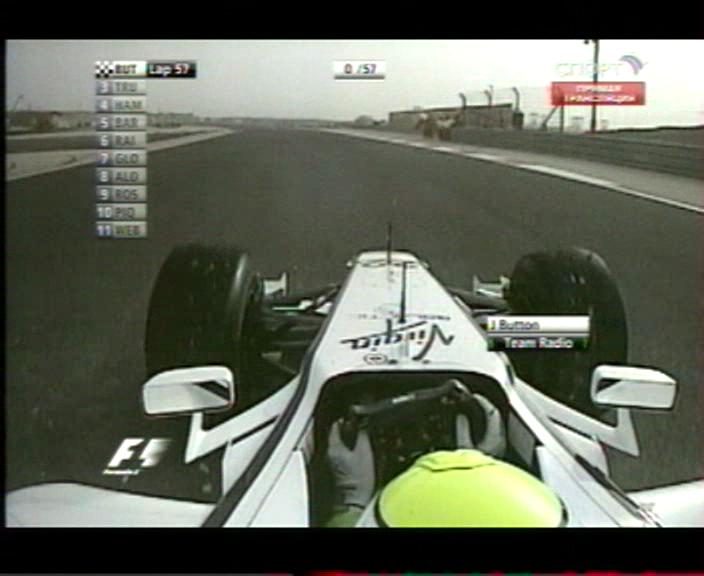 BUT Lap 57
0 /57
СПОРТ
ПРЯМАЯ
ТРАНСЛЯЦИЯ
3 TRU
4 HAM
5 BAR
6 RAI
7 GLO
8 ALO
9 ROS
10 PIQ
11 WEB
J Button
Team Radio
Virgin
F1